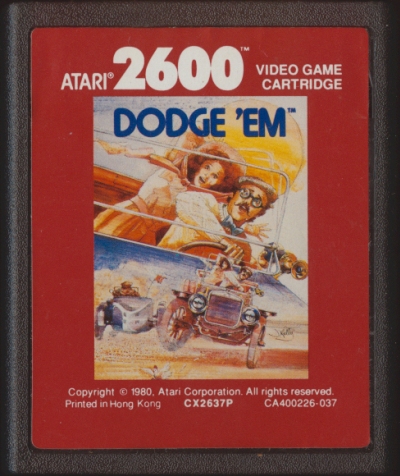 ATARI® 2600™ VIDEO GAME
CARTRIDGE
DODGE 'EM™
Copyright © 1980, Atari Corporation. All rights reserved.
Printed in Hong Kong CX2637P CA400226-037